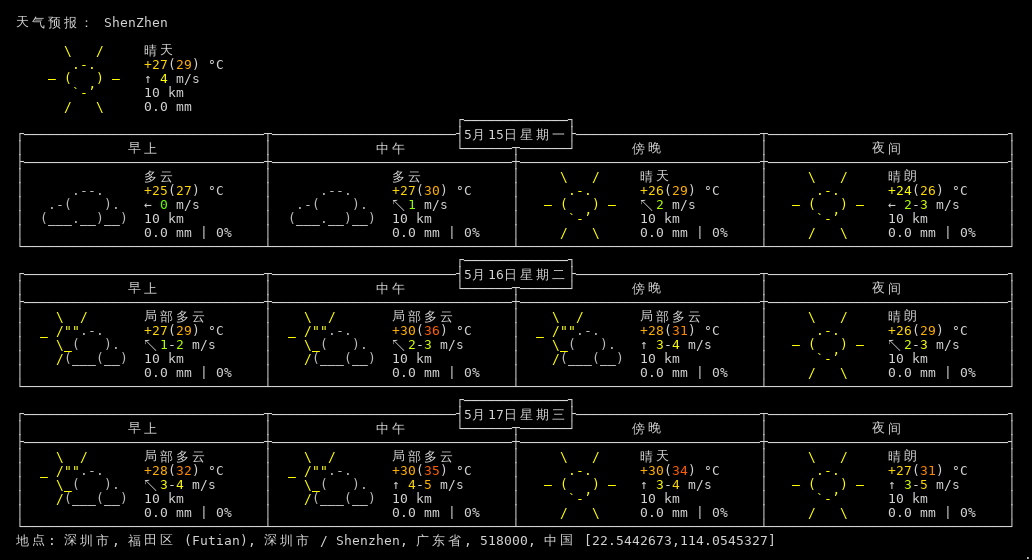 天气预报： ShenZhen
晴天
+27(29) °C
↑ 4 m/s
10 km
0.0 mm
5月15日星期一
早上 中午 傍晚 夜间
多云 多云 晴天 晴朗
+25(27) °C +27(30) °C +26(29) °C +24(26) °C
← 0 m/s ↖ 1 m/s ↖ 2 m/s ← 2-3 m/s
10 km 10 km 10 km 10 km
0.0 mm | 0% 0.0 mm | 0% 0.0 mm | 0% 0.0 mm | 0%
5月16日星期二
早上 中午 傍晚 夜间
局部多云 局部多云 局部多云 晴朗
+27(29) °C +30(36) °C +28(31) °C +26(29) °C
↖ 1-2 m/s ↖ 2-3 m/s ↑ 3-4 m/s ↖ 2-3 m/s
10 km 10 km 10 km 10 km
0.0 mm | 0% 0.0 mm | 0% 0.0 mm | 0% 0.0 mm | 0%
5月17日星期三
早上 中午 傍晚 夜间
局部多云 局部多云 晴天 晴朗
+28(32) °C +30(35) °C +30(34) °C +27(31) °C
↖ 3-4 m/s ↑ 4-5 m/s ↑ 3-4 m/s ↑ 3-5 m/s
10 km 10 km 10 km 10 km
0.0 mm | 0% 0.0 mm | 0% 0.0 mm | 0% 0.0 mm | 0%
地点: 深圳市, 福田区 (Futian), 深圳市 / Shenzhen, 广东省, 518000, 中国 [22.5442673,114.0545327]